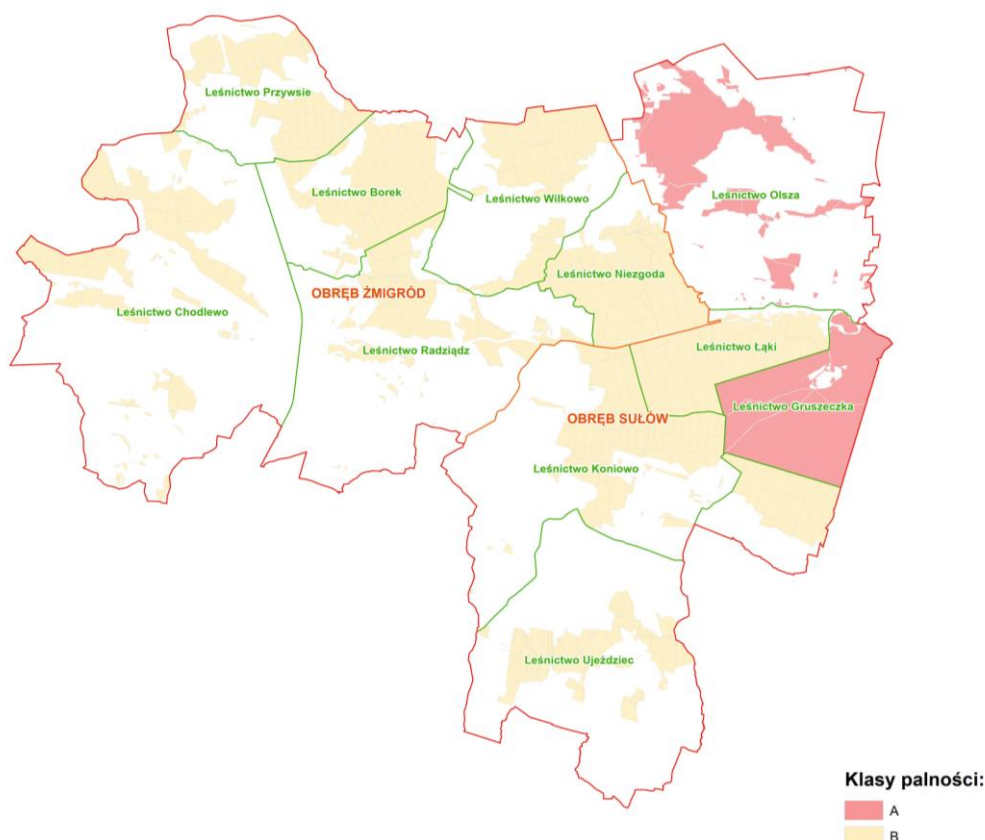 Leśnictwo Przywsie
Leśnictwo Borek
Leśnictwo Wilkowo
Leśnictwo Olsza
Leśnictwo Niezgoda
OBRĘB ŻMIGRÓD
Leśnictwo Chodlewo
Leśnictwo Radziądz
Leśnictwo Łąki
Leśnictwo Gruszeczka
OBRĘB SUŁÓW
Leśnictwo Koniowo
Leśnictwo Ujeździec
Klasy palności:
A
B